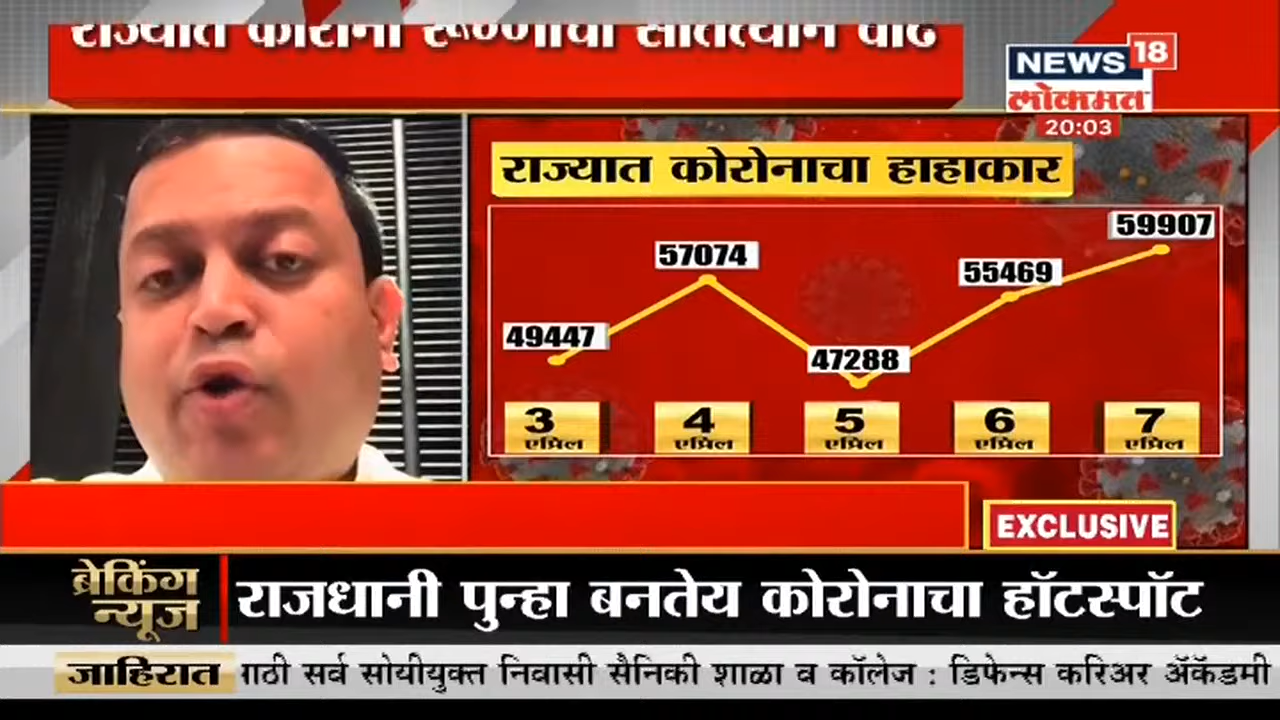 राज्यात कोरोना रूग्णांची सातत्याने वाढ
NEWS 18
लोकमत
20:03
राज्यात कोरोनाचा हाहाकार
49447
57074
47288
55469
59907
3 एप्रिल
4 एप्रिल
5 एप्रिल
6 एप्रिल
7 एप्रिल
EXCLUSIVE
ब्रेकिंग न्यूज
राजधानी पुन्हा बनतेय कोरोनाचा हॉटस्पॉट
जाहिरात
सर्व सोयीयुक्त निवासी सैनिकी शाळा व कॉलेज : डिफेन्स करिअर ॲकॅडमी